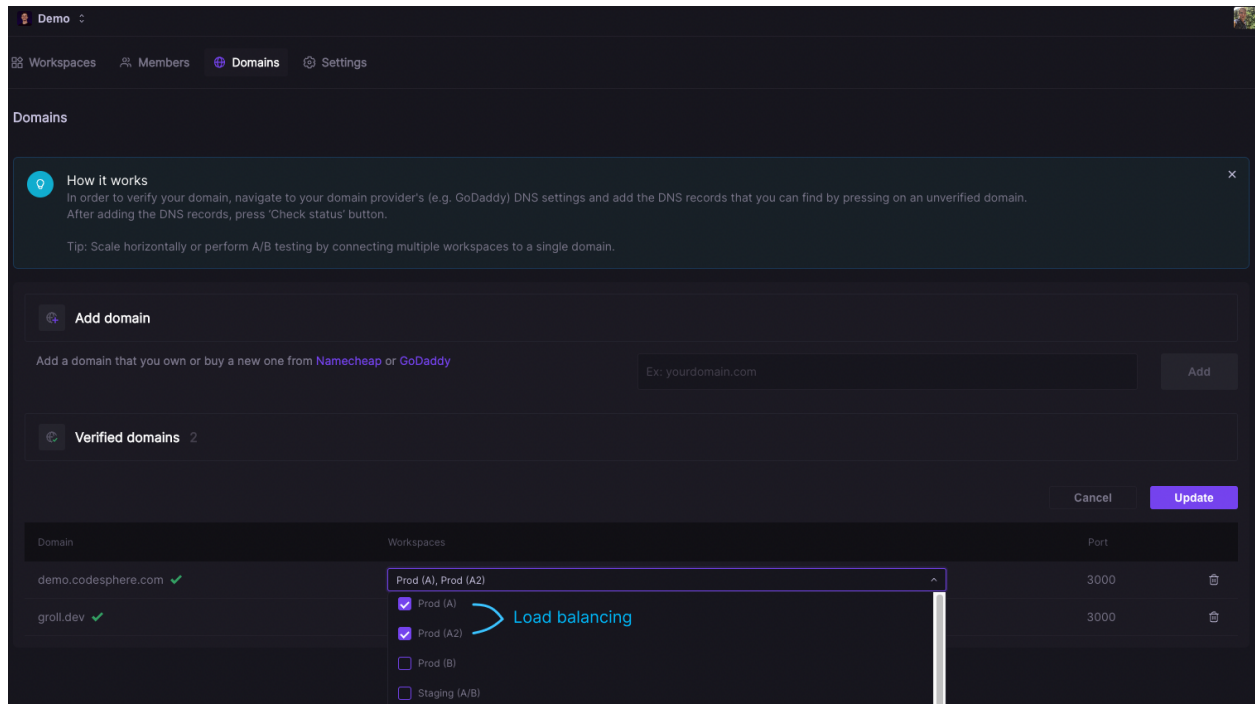 Demo
Workspaces Members Domains Settings
Domains
How it works
In order to verify your domain, navigate to your domain provider's (e.g. GoDaddy) DNS settings and add the DNS records that you can find by pressing on an unverified domain.
After adding the DNS records, press 'Check status' button.
Tip: Scale horizontally or perform A/B testing by connecting multiple workspaces to a single domain.
Add domain
Add a domain that you own or buy a new one from Namecheap or GoDaddy
Ex: yourdomain.com Add
Verified domains 2
Cancel Update
Domain Workspaces Port
demo.codesphere.com Prod (A), Prod (A2) 3000
Prod (A)
groll.dev Load balancing 3000
Prod (A2)
Prod (B)
Staging (A/B)